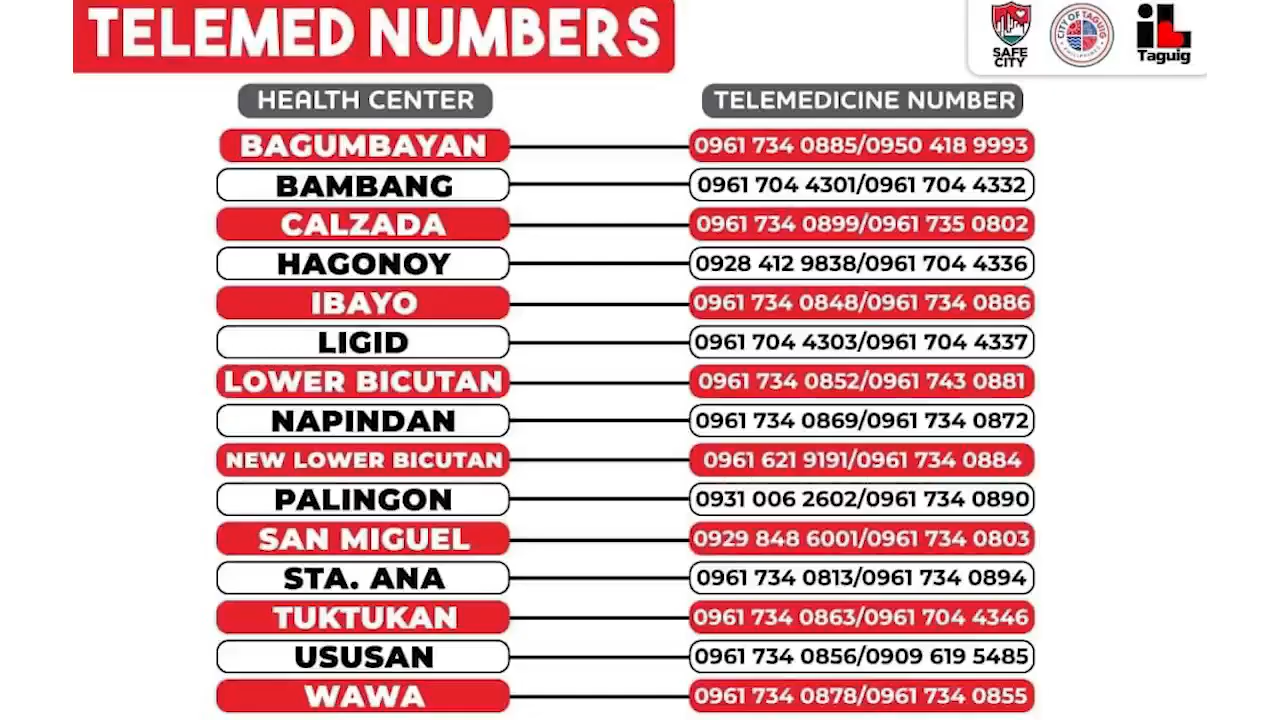 TELEMED NUMBERS
SAFE CITY
CITY OF TAGUIG
PHILIPPINES
iL Taguig
HEALTH CENTER TELEMEDICINE NUMBER
BAGUMBAYAN 0961 734 0885/0950 418 9993
BAMBANG 0961 704 4301/0961 704 4332
CALZADA 0961 734 0899/0961 735 0802
HAGONOY 0928 412 9838/0961 704 4336
IBAYO 0961 734 0848/0961 734 0886
LIGID 0961 704 4303/0961 704 4337
LOWER BICUTAN 0961 734 0852/0961 743 0881
NAPINDAN 0961 734 0869/0961 734 0872
NEW LOWER BICUTAN 0961 621 9191/0961 734 0884
PALINGON 0931 006 2602/0961 734 0890
SAN MIGUEL 0929 848 6001/0961 734 0803
STA. ANA 0961 734 0813/0961 734 0894
TUKTUKAN 0961 734 0863/0961 704 4346
USUSAN 0961 734 0856/0909 619 5485
WAWA 0961 734 0878/0961 734 0855